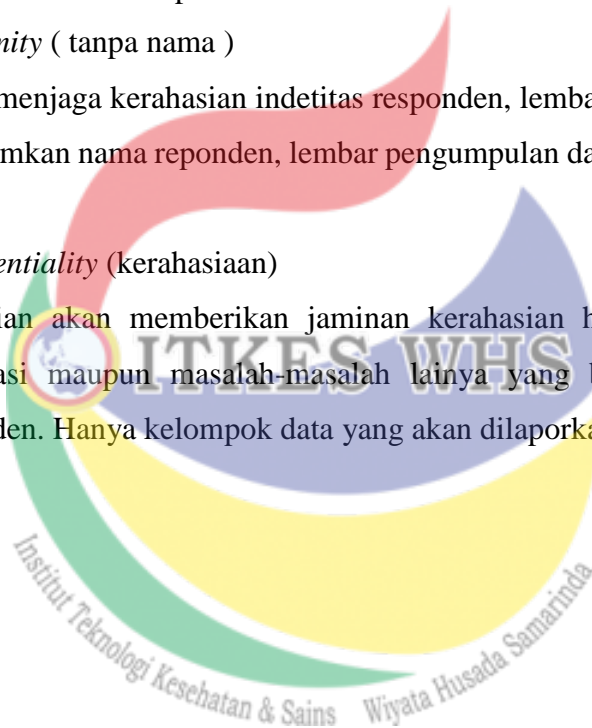 nity ( tanpa nama )
menjaga kerahasian indetitas responden, lemba
mkan nama reponden, lembar pengumpulan da
entiality (kerahasiaan)
ian akan memberikan jaminan kerahasian h
ITKES WHS
asi maupun masalah-masalah lainya yang b
den. Hanya kelompok data yang akan dilaporka
Institut Teknologi Kesehatan & Sains Wiyata Husada Samarinda